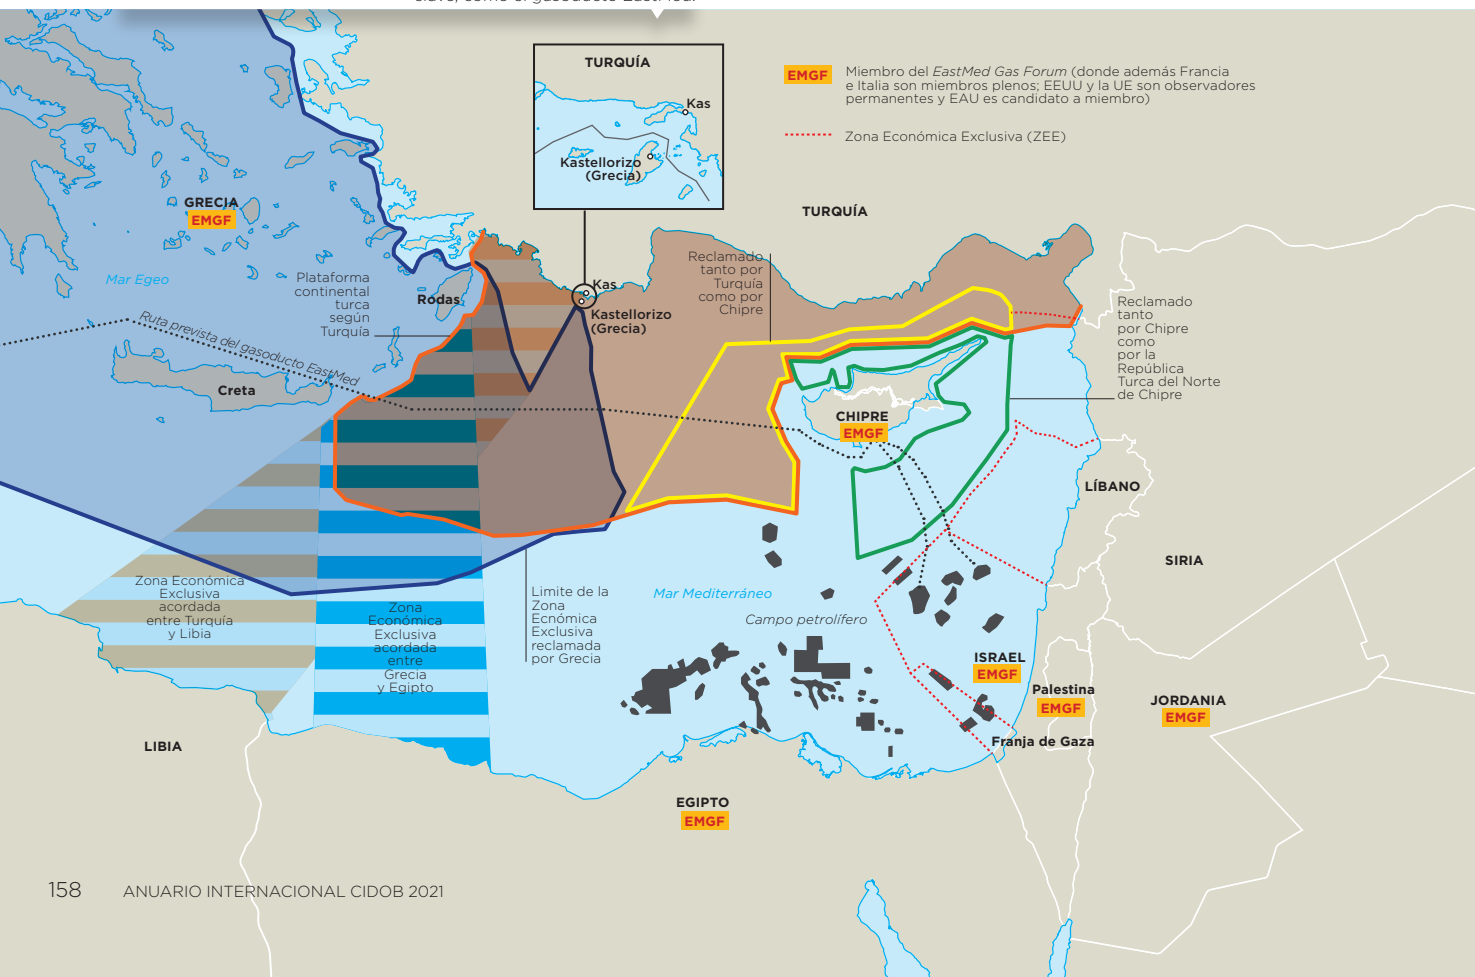 clave, como el gasoducto EastMed.
TURQUÍA
Kas
Kastellorizo
(Grecia)
EMGF
Miembro del EastMed Gas Forum (donde además Francia
e Italia son miembros plenos; EEUU y la UE son observadores
permanentes y EAU es candidato a miembro)
Zona Económica Exclusiva (ZEE)
GRECIA
EMGF
TURQUÍA
Mar Egeo
Plataforma
continental
turca
según
Turquía
Rodas
Kas
Kastellorizo
(Grecia)
Reclamado
tanto por
Turquía
como por
Chipre
Reclamado
tanto
por Chipre
como
por la
República
Turca del Norte
de Chipre
Ruta prevista del gasoducto EastMed
Creta
CHIPRE
EMGF
LÍBANO
SIRIA
Zona Económica
Exclusiva
acordada
entre Turquía
y Libia
Zona
Económica
Exclusiva
acordada
entre
Grecia
y Egipto
Limite de la
Zona
Ecnómica
Exclusiva
reclamada
por Grecia
Mar Mediterráneo
Campo petrolífero
ISRAEL
EMGF
Palestina
EMGF
JORDANIA
EMGF
Franja de Gaza
LIBIA
EGIPTO
EMGF
158 ANUARIO INTERNACIONAL CIDOB 2021